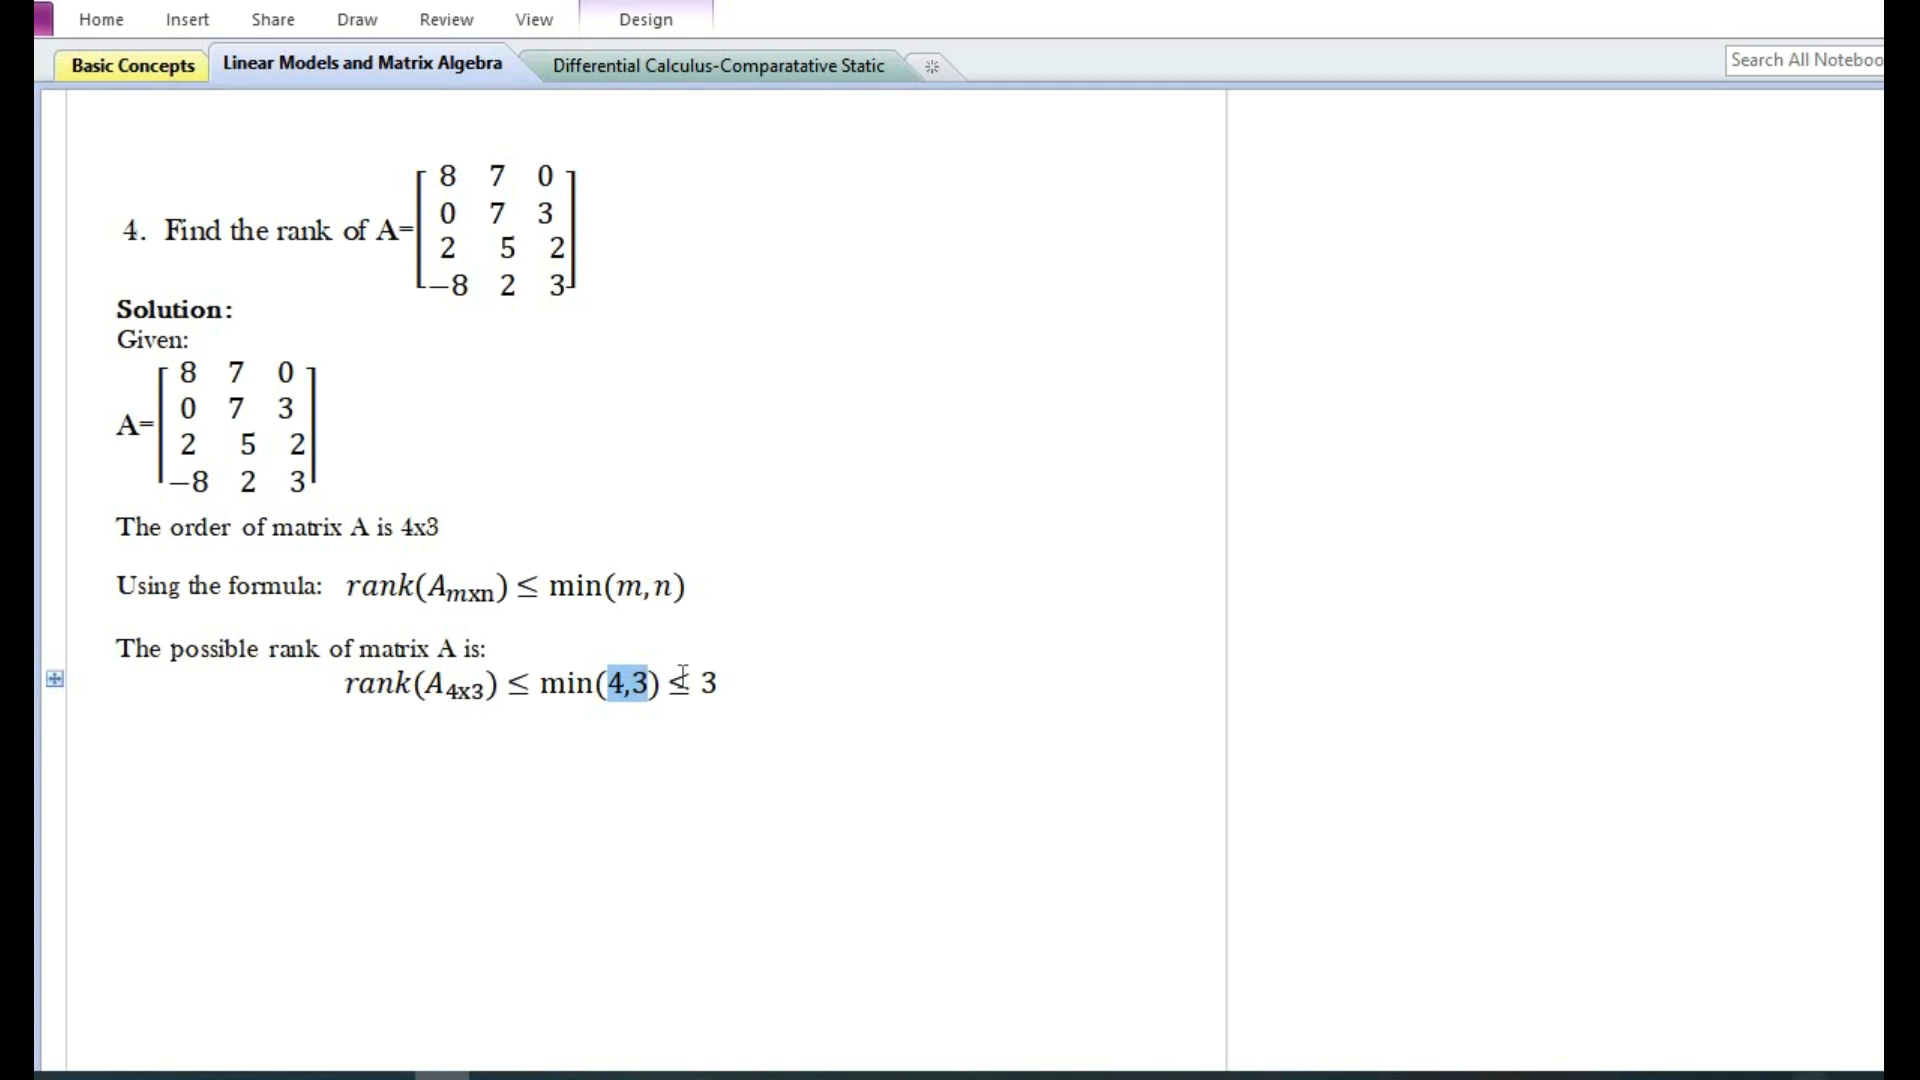 Home Insert Share Draw Review View Design
Basic Concepts Linear Models and Matrix Algebra Differential Calculus-Comparatative Static Search All Noteboo
8 7 0
0 7 3
4. Find the rank of A=
2 5 2
−8 2 3
Solution:
Given:
8 7 0
0 7 3
A=
2 5 2
−8 2 3
The order of matrix A is 4x3
Using the formula: rank(Amxn) ≤ min(m,n)
The possible rank of matrix A is:
rank(A4x3) ≤ min(4,3) ≤ 3